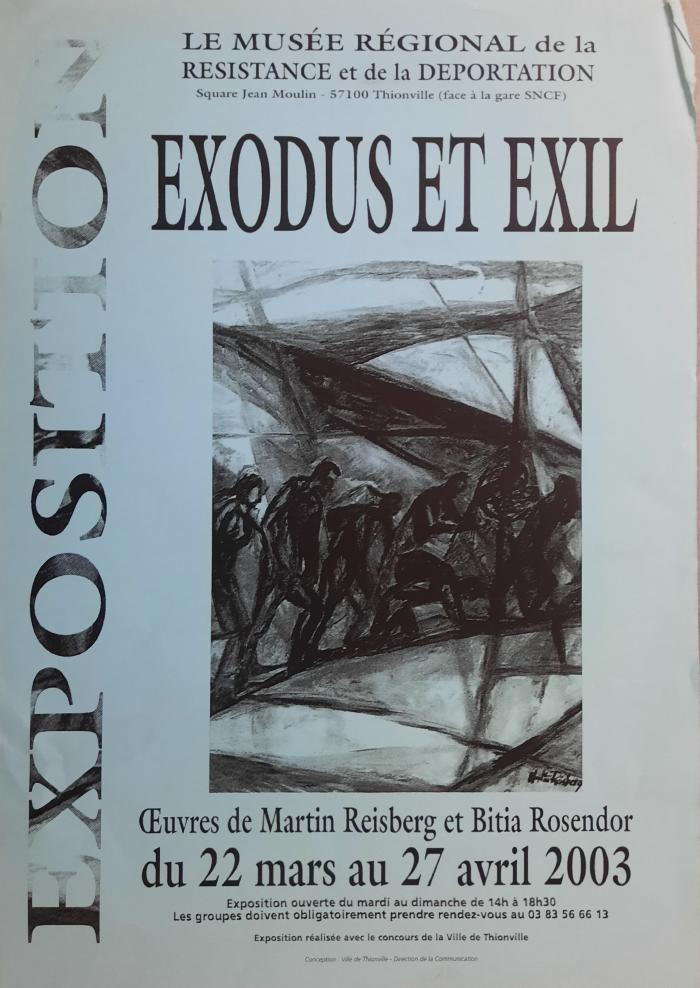 EXPOSITION
LE MUSÉE RÉGIONAL de la
RESISTANCE et de la DEPORTATION
Square Jean Moulin - 57100 Thionville (face à la gare SNCF)
EXODUS ET EXIL
Œuvres de Martin Reisberg et Bitia Rosendor
du 22 mars au 27 avril 2003
Exposition ouverte du mardi au dimanche de 14h à 18h30
Les groupes doivent obligatoirement prendre rendez-vous au 03 83 56 66 13
Exposition réalisée avec le concours de la Ville de Thionville
Conception : Ville de Thionville - Direction de la Communication